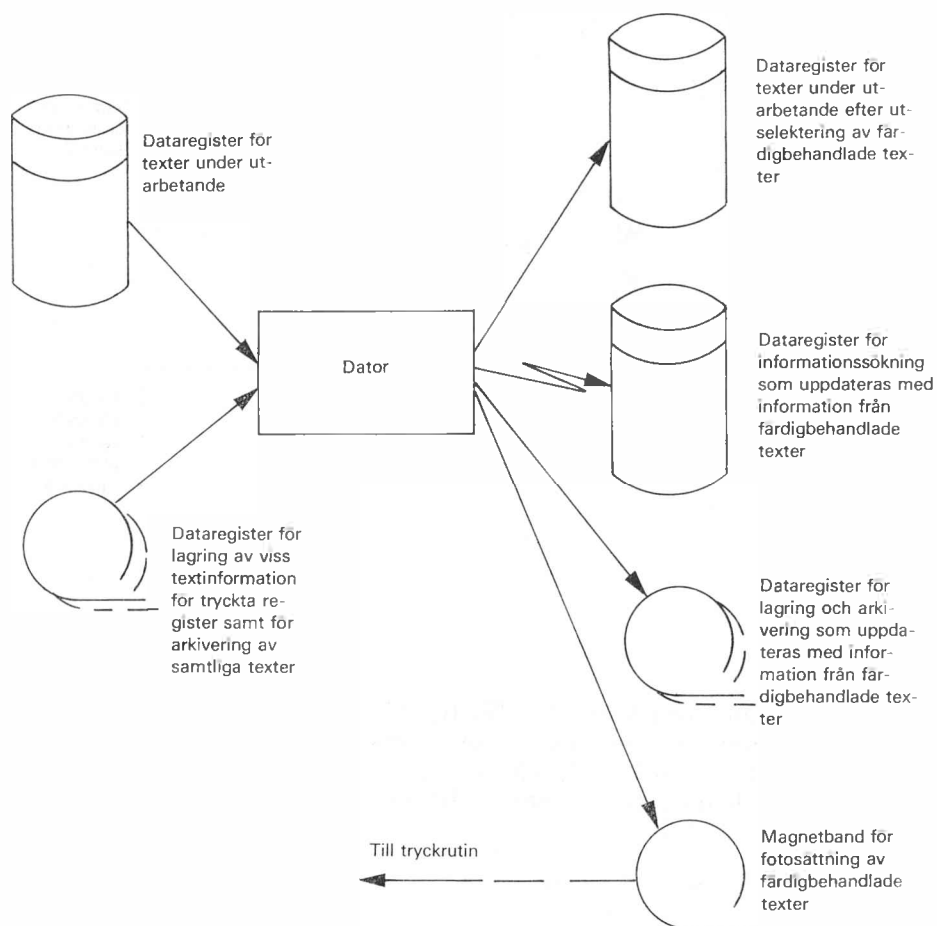 Dataregister för
texter under ut-
arbetande
Dataregister för
lagring av viss
textinformation
för tryckta re-
gister samt för
arkivering av
samtliga texter
Dator
Dataregister för
texter under ut-
arbetande efter ut-
selektering av fär-
digbehandlade tex-
ter
Dataregister för
informationssökning
som uppdateras med
information från
färdigbehandlade
texter
Dataregister för
lagring och arki-
vering som uppda-
teras med infor-
mation från fär-
digbehandlade tex-
ter
Till tryckrutin
Magnetband för
fotosättning av
färdigbehandlade
texter